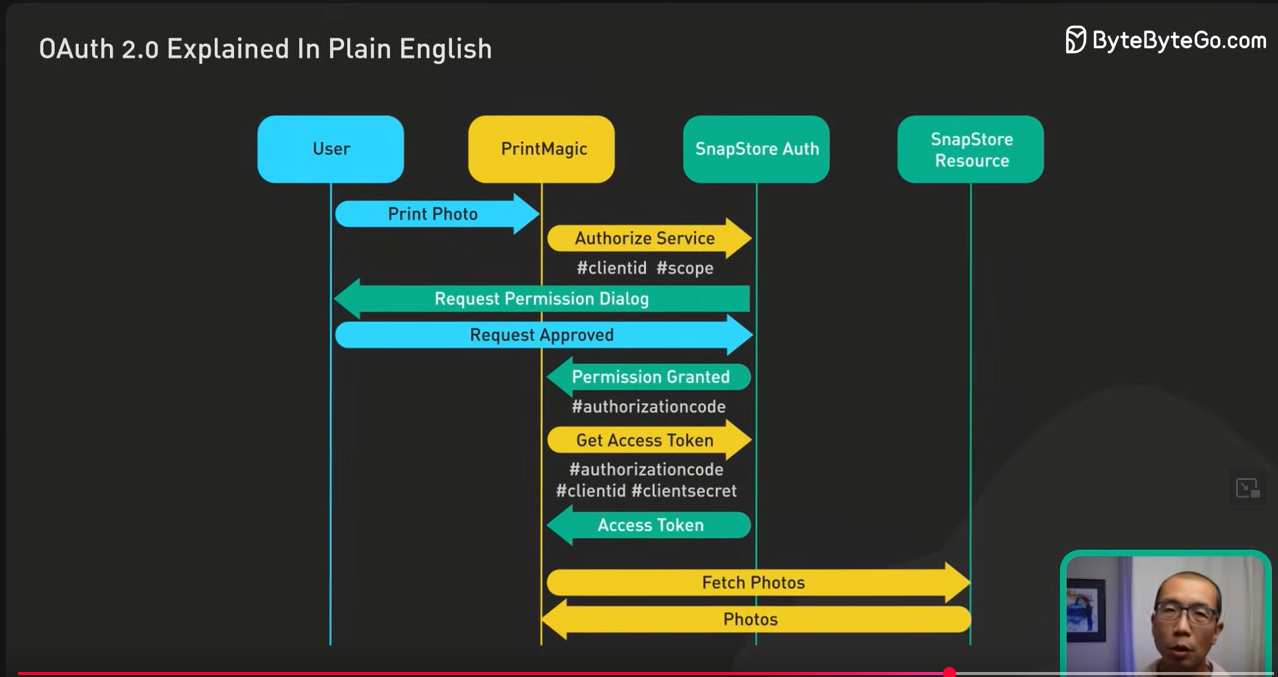 OAuth 2.0 Explained In Plain English
ByteByteGo.com
User
PrintMagic
SnapStore Auth
SnapStore
Resource
Print Photo
Authorize Service
#clientid #scope
Request Permission Dialog
Request Approved
Permission Granted
#authorizationcode
Get Access Token
#authorizationcode
#clientid #clientsecret
Access Token
Fetch Photos
Photos